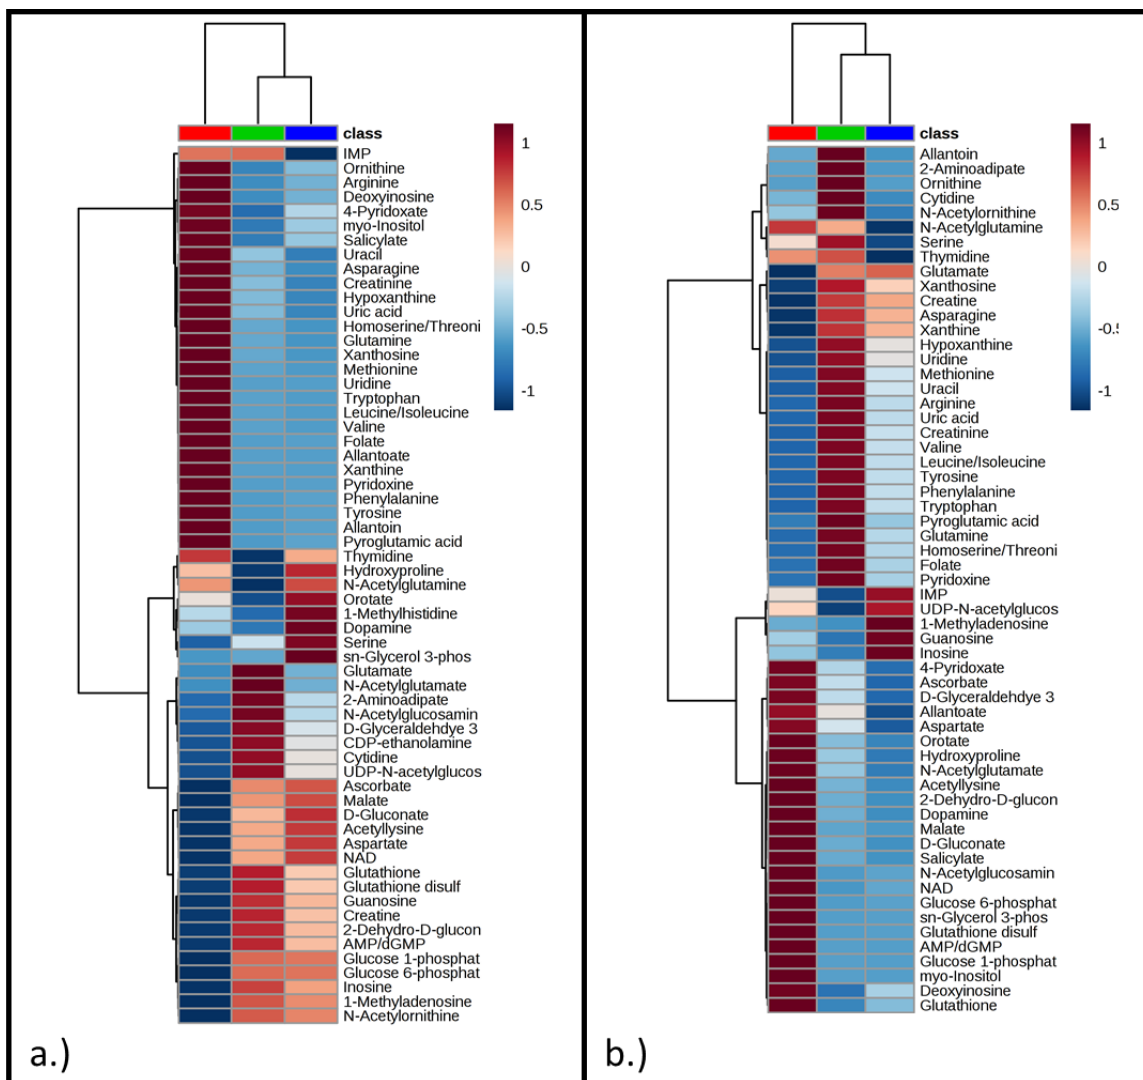 class
1
0.5
0
-0.5
-1
IMP
Ornithine
Arginine
Deoxyinosine
4-Pyridoxate
myo-Inositol
Salicylate
Uracil
Asparagine
Creatinine
Hypoxanthine
Uric acid
Homoserine/Threoni
Glutamine
Xanthosine
Methionine
Uridine
Tryptophan
Leucine/Isoleucine
Valine
Folate
Allantoate
Xanthine
Pyridoxine
Phenylalanine
Tyrosine
Allantoin
Pyroglutamic acid
Thymidine
Hydroxyproline
N-Acetylglutamine
Orotate
1-Methylhistidine
Dopamine
Serine
sn-Glycerol 3-phos
Glutamate
N-Acetylglutamate
2-Aminoadipate
N-Acetylglucosamin
D-Glyceraldehdye 3
CDP-ethanolamine
Cytidine
UDP-N-acetylglucos
Ascorbate
Malate
D-Gluconate
Acetyllysine
Aspartate
NAD
Glutathione
Glutathione disulf
Guanosine
Creatine
2-Dehydro-D-glucon
AMP/dGMP
Glucose 1-phosphat
Glucose 6-phosphat
Inosine
1-Methyladenosine
N-Acetylornithine
a.)
class
1
0.5
0
-0.5
-1
Allantoin
2-Aminoadipate
Ornithine
Cytidine
N-Acetylornithine
N-Acetylglutamine
Serine
Thymidine
Glutamate
Xanthosine
Creatine
Asparagine
Xanthine
Hypoxanthine
Uridine
Methionine
Uracil
Arginine
Uric acid
Creatinine
Valine
Leucine/Isoleucine
Tyrosine
Phenylalanine
Tryptophan
Pyroglutamic acid
Glutamine
Homoserine/Threoni
Folate
Pyridoxine
IMP
UDP-N-acetylglucos
1-Methyladenosine
Guanosine
Inosine
4-Pyridoxate
Ascorbate
D-Glyceraldehdye 3
Allantoate
Aspartate
Orotate
Hydroxyproline
N-Acetylglutamate
Acetyllysine
2-Dehydro-D-glucon
Dopamine
Malate
D-Gluconate
Salicylate
N-Acetylglucosamin
NAD
Glucose 6-phosphat
sn-Glycerol 3-phos
Glutathione disulf
AMP/dGMP
Glucose 1-phosphat
myo-Inositol
Deoxyinosine
Glutathione
b.)